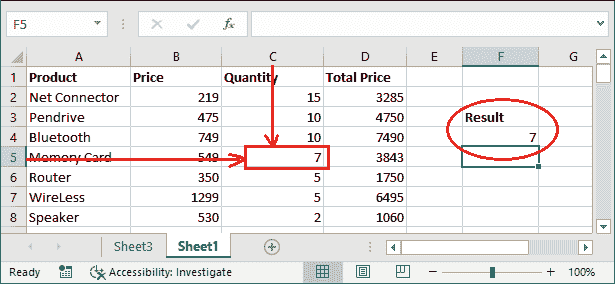 F5 fx
A B C D E F G
1 Product Price Quantity Total Price
2 Net Connector 219 15 3285
3 Pendrive 475 10 4750 Result
4 Bluetooth 749 10 7490 7
5 Memory Card 549 7 3843
6 Router 350 5 1750
7 WireLess 1299 5 6495
8 Speaker 530 2 1060
Sheet3 Sheet1
Ready Accessibility: Investigate 100%